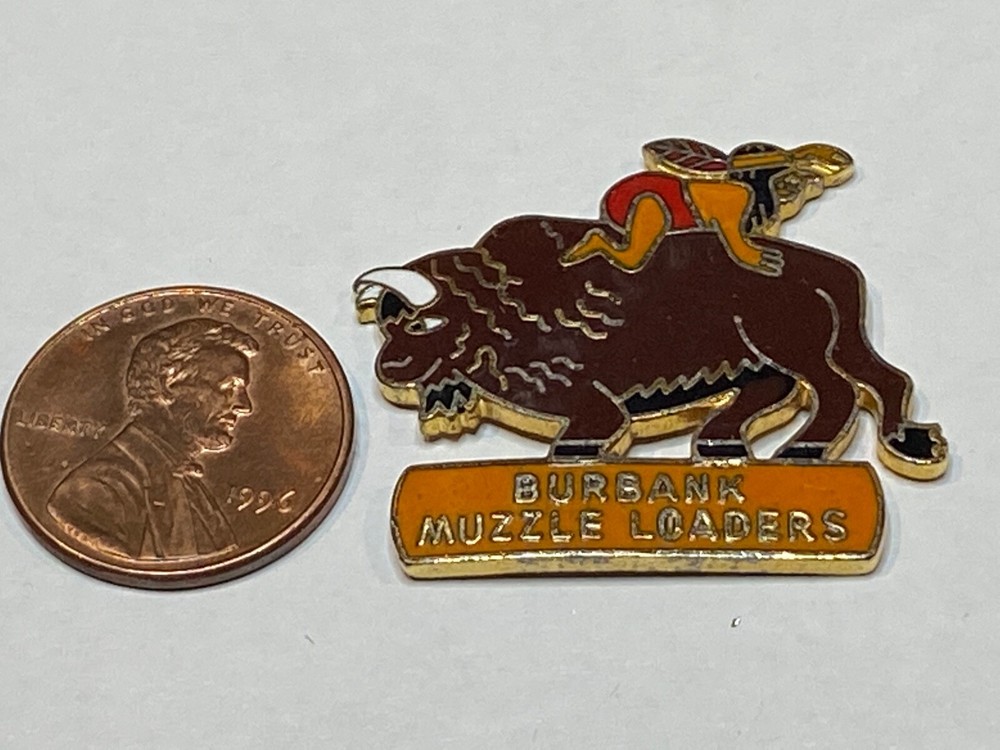 IN GOD WE TRUST
LIBERTY
1996
BURBANK
MUZZLE LOADERS